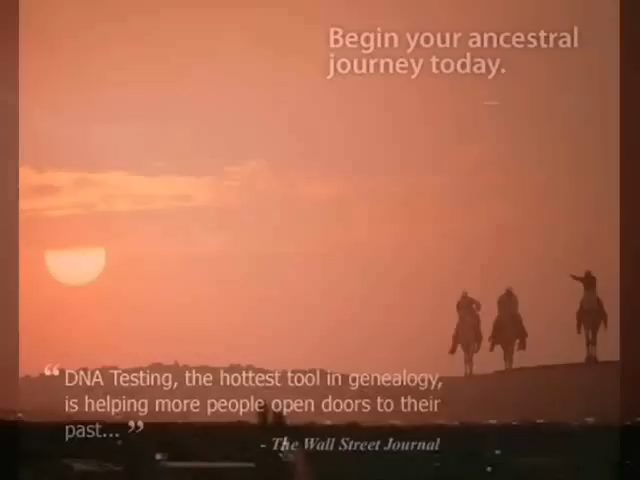 Begin your ancestral
journey today.
“ DNA Testing, the hottest tool in genealogy,
is helping more people open doors to their
past... ”
- The Wall Street Journal